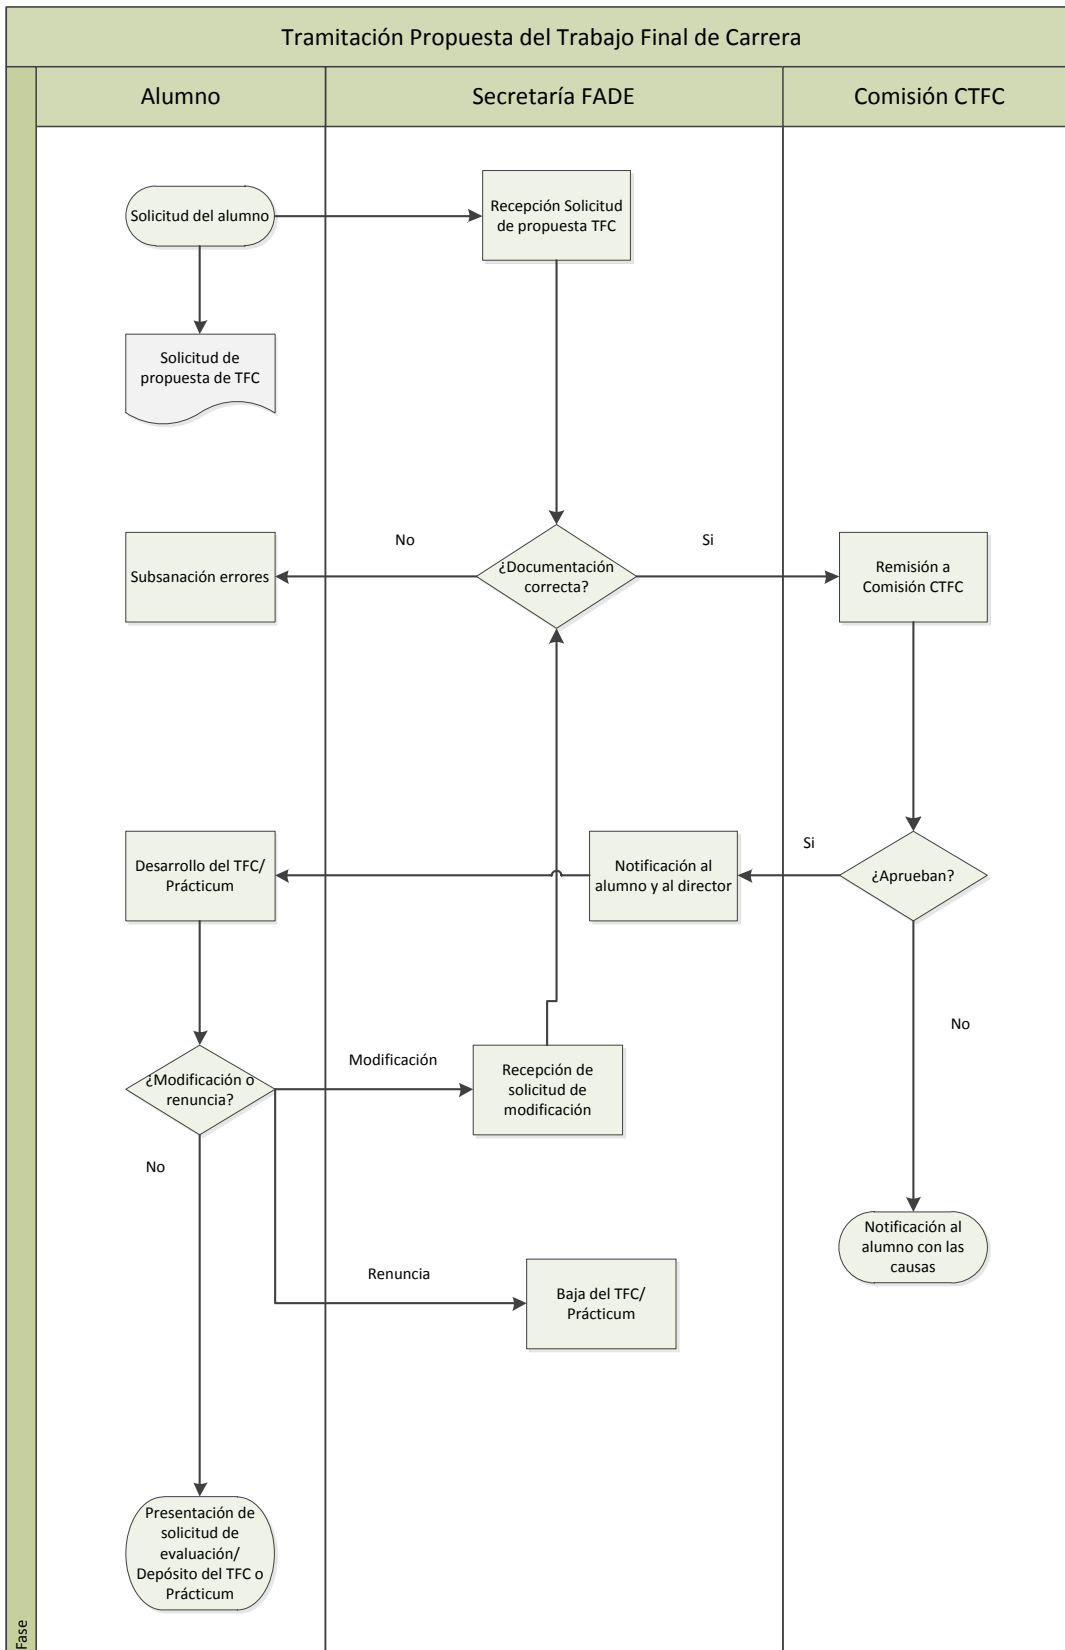 Tramitación Propuesta del Trabajo Final de Carrera
Alumno
Secretaría FADE
Comisión CTFC
Solicitud del alumno
Recepción Solicitud
de propuesta TFC
Solicitud de
propuesta de TFC
No
Si
Subsanación errores
¿Documentación
correcta?
Remisión a
Comisión CTFC
Si
Desarrollo del TFC/
Prácticum
Notificación al
alumno y al director
¿Aprueban?
No
Modificación
¿Modificación o
renuncia?
Recepción de
solicitud de
modificación
No
Notificación al
alumno con las
causas
Renuncia
Baja del TFC/
Prácticum
Presentación de
solicitud de
evaluación/
Depósito del TFC o
Prácticum
Fase